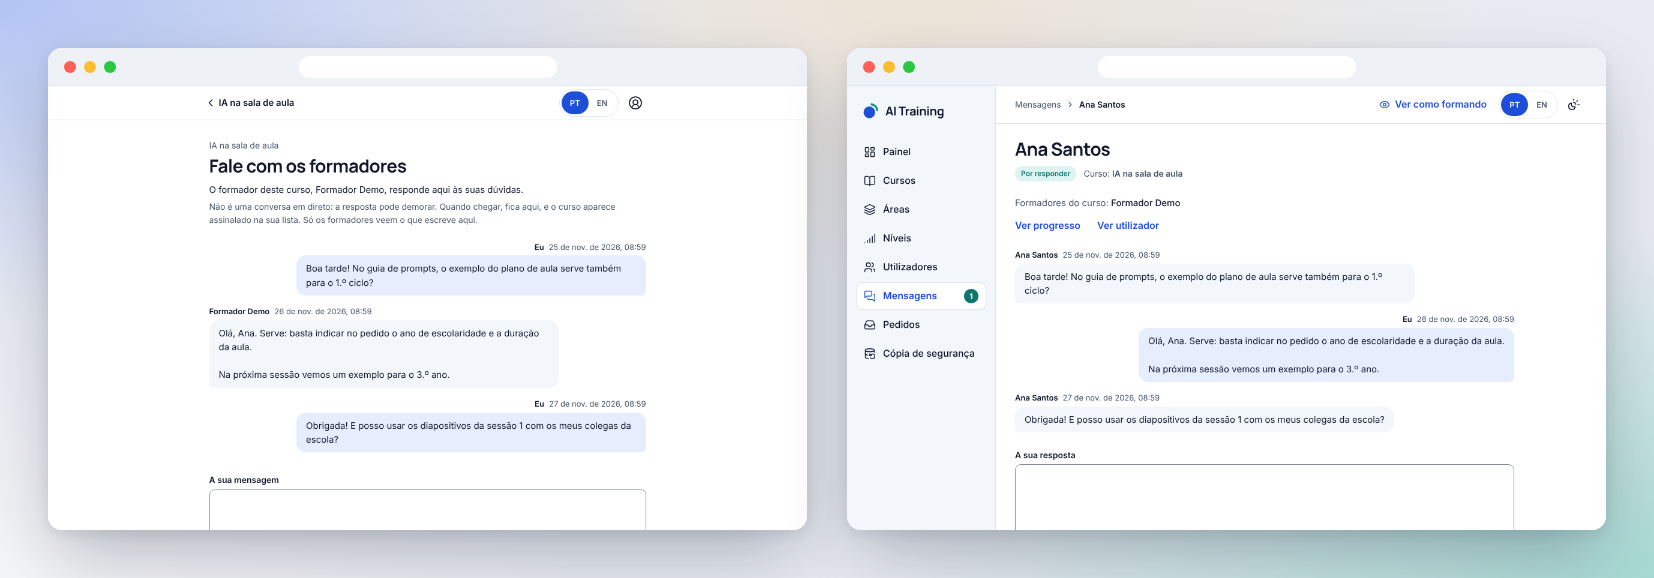 IA na sala de aula
PT EN
IA na sala de aula
Fale com os formadores
O formador deste curso, Formador Demo, responde aqui às suas dúvidas.
Não é uma conversa em direto: a resposta pode demorar. Quando chegar, fica aqui, e o curso aparece
assinalado na sua lista. Só os formadores veem o que escreve aqui.
Eu 25 de nov. de 2026, 08:59
Boa tarde! No guia de prompts, o exemplo do plano de aula serve também
para o 1.º ciclo?
Formador Demo 26 de nov. de 2026, 08:59
Olá, Ana. Serve: basta indicar no pedido o ano de escolaridade e a duração
da aula.
Na próxima sessão vemos um exemplo para o 3.º ano.
Eu 27 de nov. de 2026, 08:59
Obrigada! E posso usar os diapositivos da sessão 1 com os meus colegas da
escola?
A sua mensagem
AI Training
Painel
Cursos
Áreas
Níveis
Utilizadores
Mensagens 1
Pedidos
Cópia de segurança
Mensagens > Ana Santos
Ver como formando
PT EN
Ana Santos
Por responder Curso: IA na sala de aula
Formadores do curso: Formador Demo
Ver progresso Ver utilizador
Ana Santos 25 de nov. de 2026, 08:59
Boa tarde! No guia de prompts, o exemplo do plano de aula serve também para o 1.º
ciclo?
Eu 26 de nov. de 2026, 08:59
Olá, Ana. Serve: basta indicar no pedido o ano de escolaridade e a duração da aula.
Na próxima sessão vemos um exemplo para o 3.º ano.
Ana Santos 27 de nov. de 2026, 08:59
Obrigada! E posso usar os diapositivos da sessão 1 com os meus colegas da escola?
A sua resposta